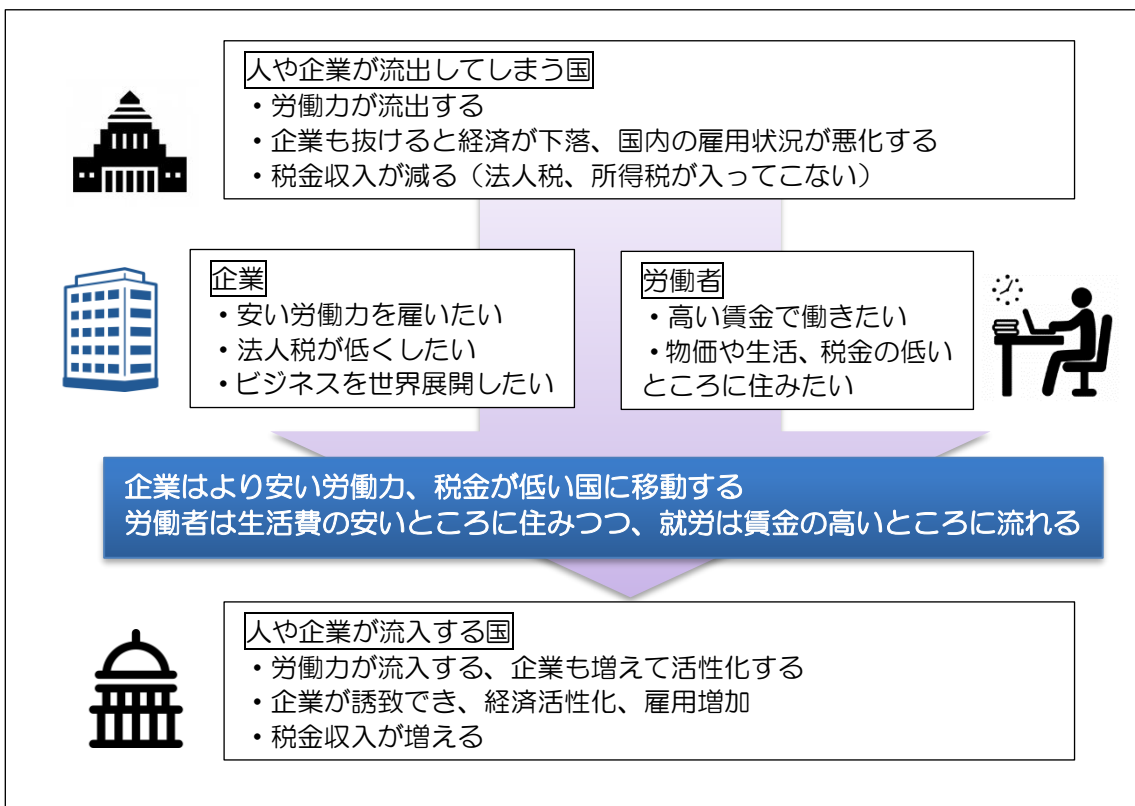 人や企業が流出してしまう国
・労働力が流出する
・企業も抜けると経済が下落、国内の雇用状況が悪化する
・税金収入が減る（法人税、所得税が入ってこない）
企業
・安い労働力を雇いたい
・法人税が低くしたい
・ビジネスを世界展開したい
労働者
・高い賃金で働きたい
・物価や生活、税金の低い
ところに住みたい
企業はより安い労働力、税金が低い国に移動する
労働者は生活費の安いところに住みつつ、就労は賃金の高いところに流れる
人や企業が流入する国
・労働力が流入する、企業も増えて活性化する
・企業が誘致でき、経済活性化、雇用増加
・税金収入が増える